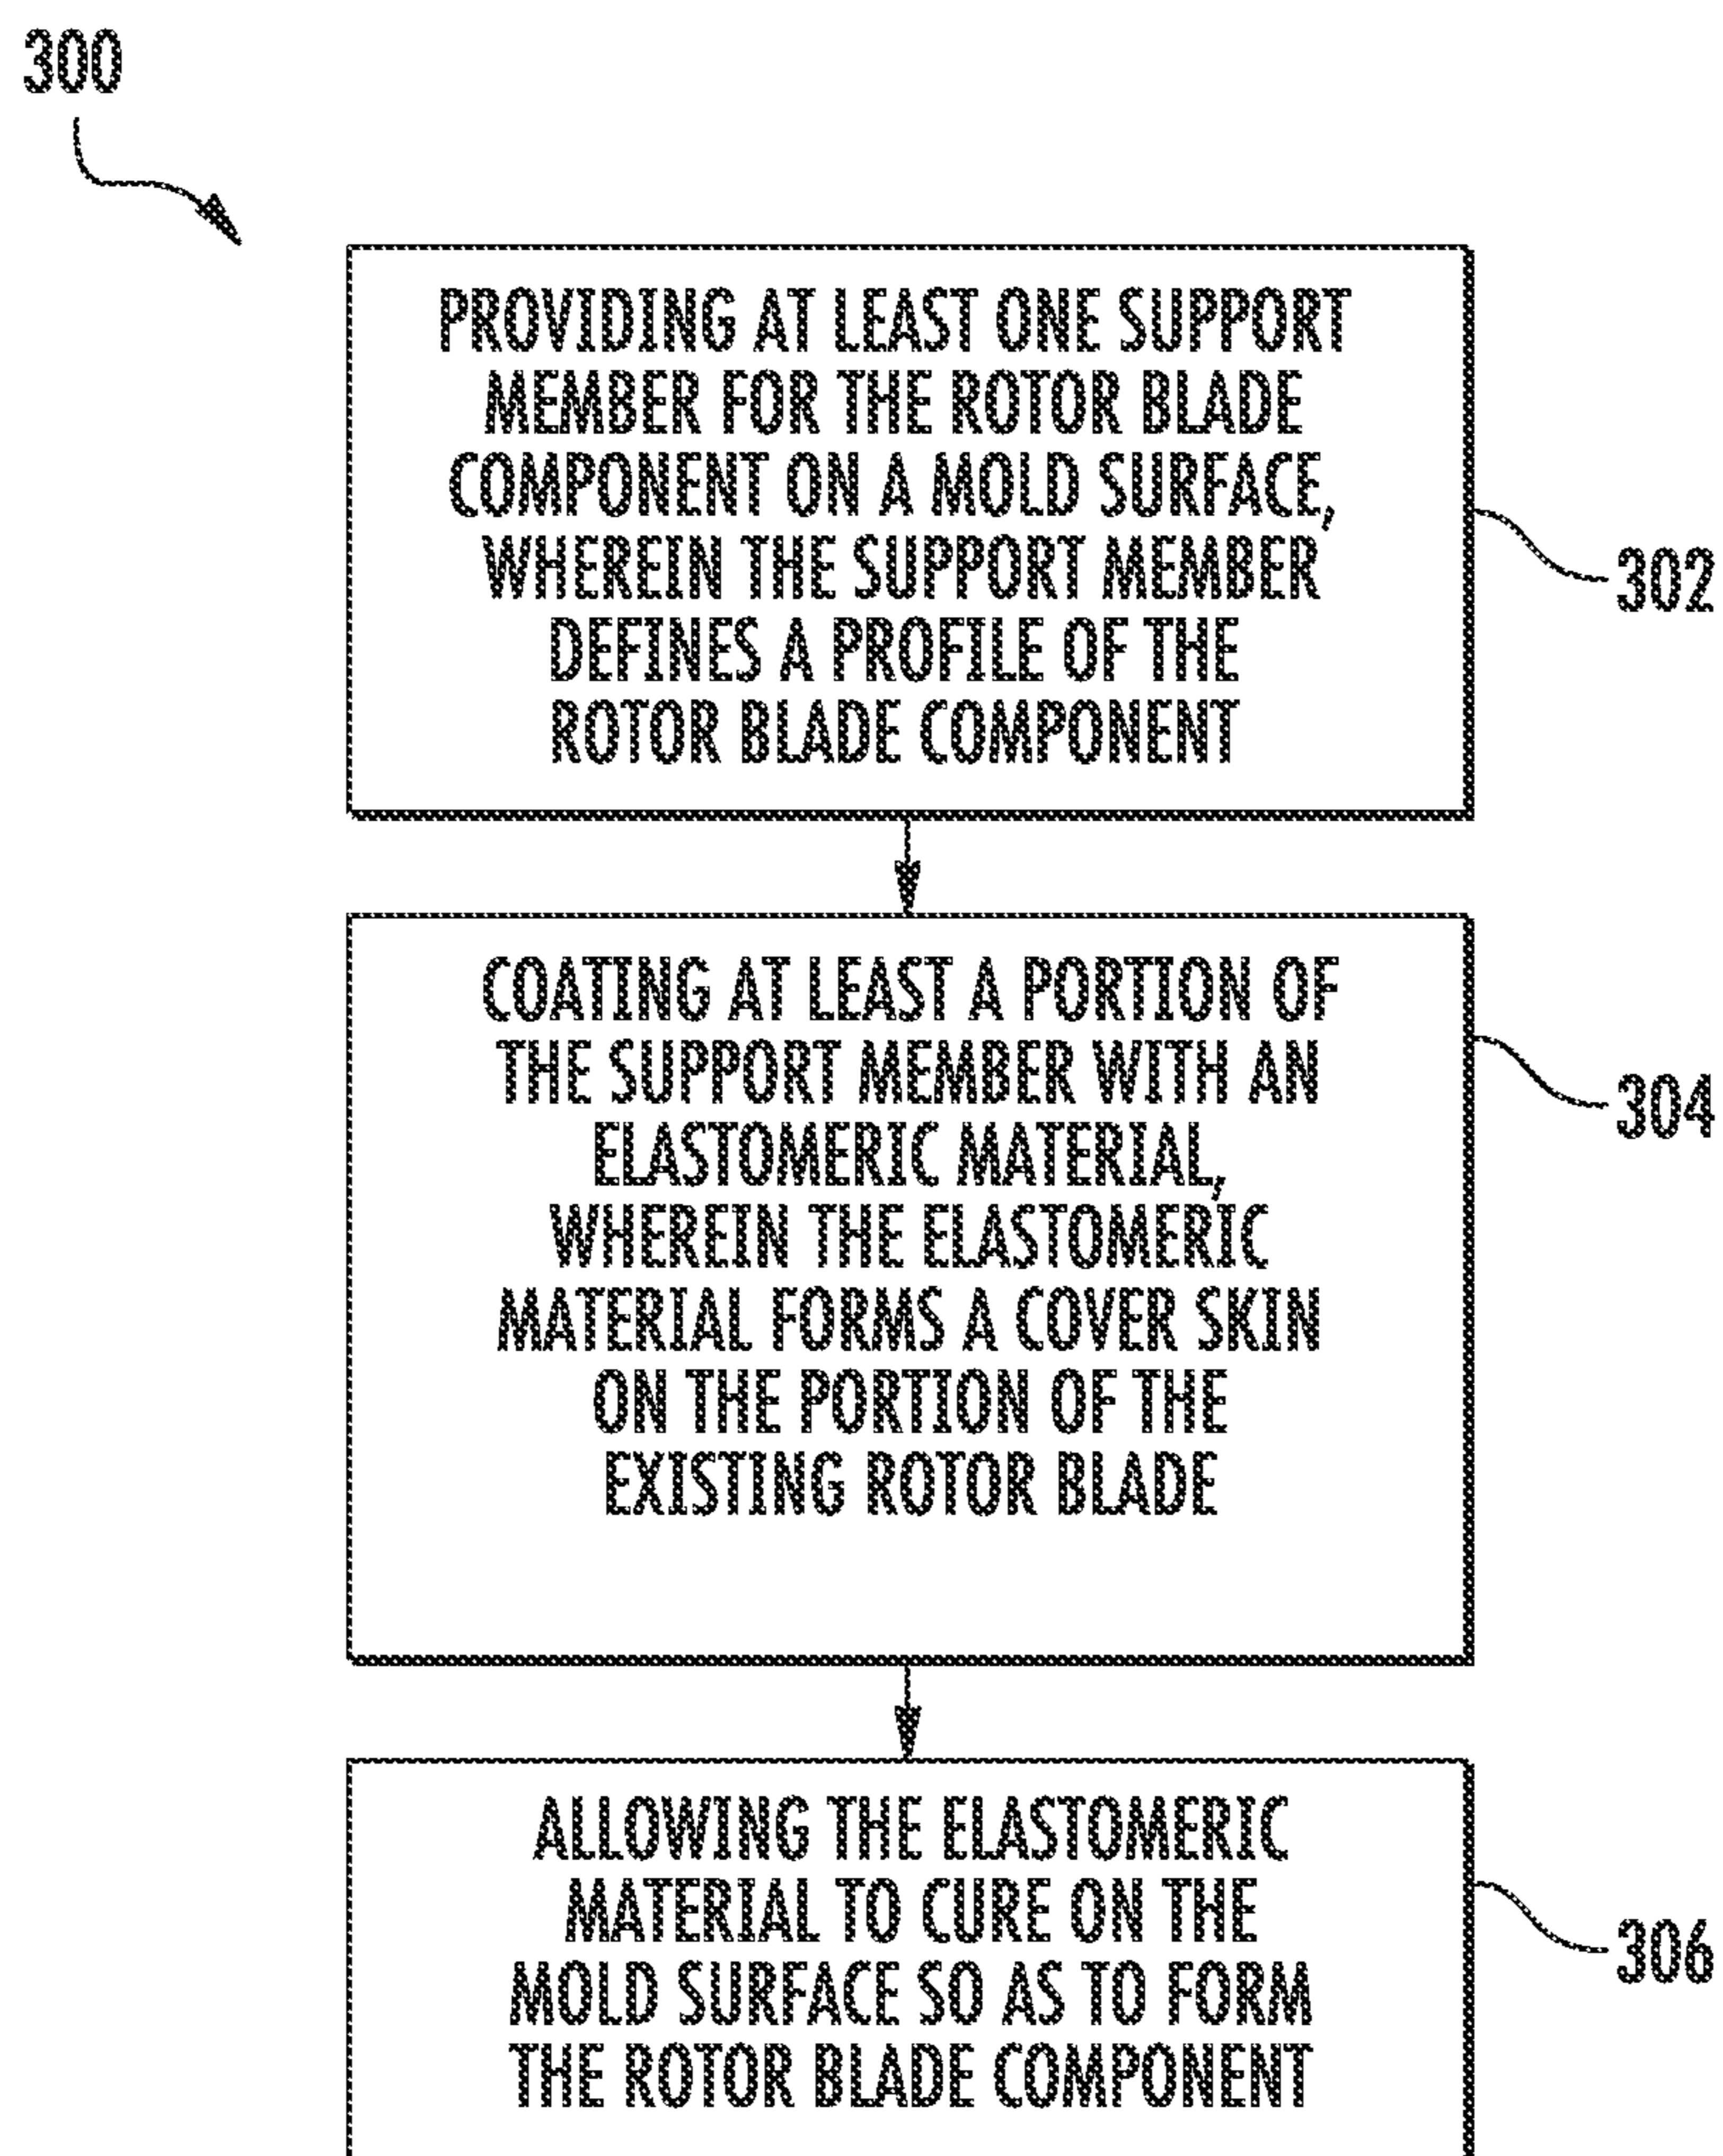 300
PROVIDING AT LEAST ONE SUPPORT
MEMBER FOR THE ROTOR BLADE
COMPONENT ON A MOLD SURFACE,
WHEREIN THE SUPPORT MEMBER
DEFINES A PROFILE OF THE
ROTOR BLADE COMPONENT
302
COATING AT LEAST A PORTION OF
THE SUPPORT MEMBER WITH AN
ELASTOMERIC MATERIAL,
WHEREIN THE ELASTOMERIC
MATERIAL FORMS A COVER SKIN
ON THE PORTION OF THE
EXISTING ROTOR BLADE
304
ALLOWING THE ELASTOMERIC
MATERIAL TO CURE ON THE
MOLD SURFACE SO AS TO FORM
THE ROTOR BLADE COMPONENT
306